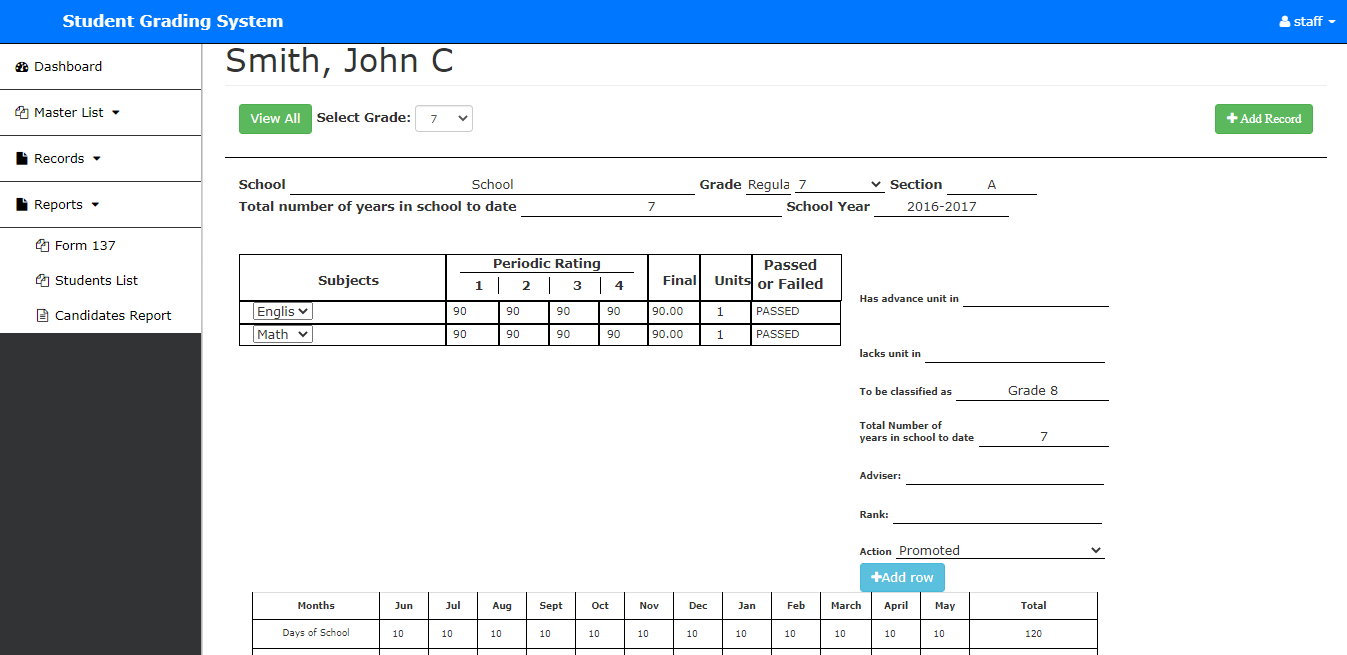 Student Grading System
staff
Dashboard
Master List
Records
Reports
Form 137
Students List
Candidates Report
Smith, John C
View All Select Grade: 7
Add Record
School School Grade Regula 7 Section A
Total number of years in school to date 7 School Year 2016-2017
Subjects Periodic Rating Final Units Passed or Failed
1 2 3 4
Englis 90 90 90 90 90.00 1 PASSED
Math 90 90 90 90 90.00 1 PASSED
Has advance unit in
lacks unit in
To be classified as Grade 8
Total Number of
years in school to date 7
Adviser:
Rank:
Action Promoted
Add row
Months Jun Jul Aug Sept Oct Nov Dec Jan Feb March April May Total
Days of School 10 10 10 10 10 10 10 10 10 10 10 10 120